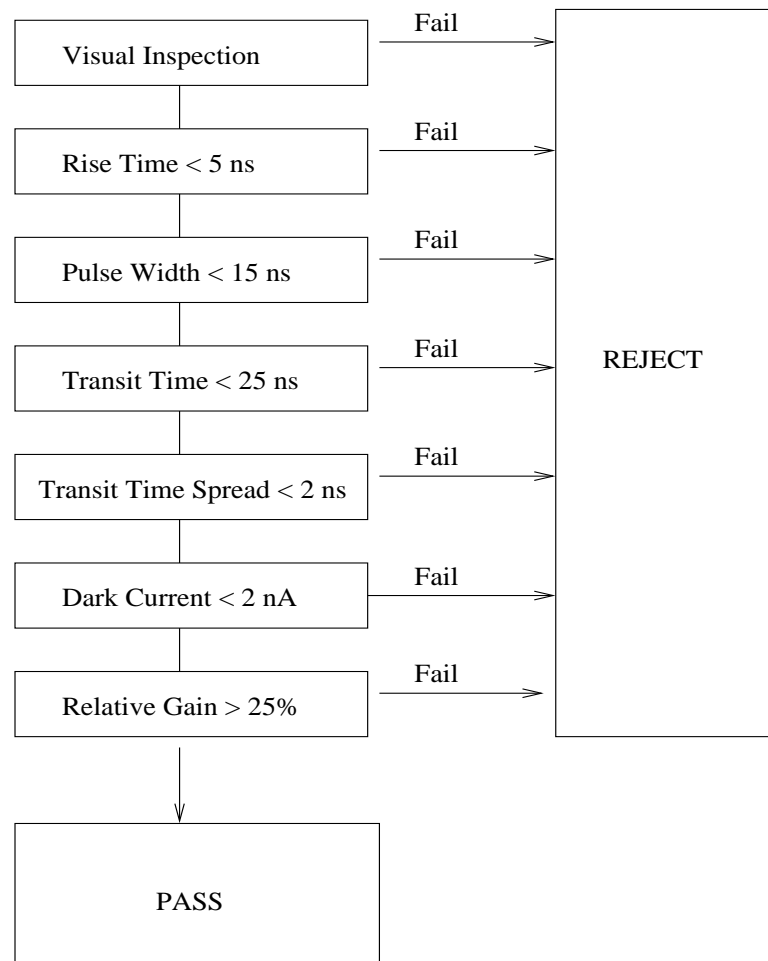 Fail
Visual Inspection
Fail
Rise Time < 5 ns
Fail
Pulse Width < 15 ns
Fail
Transit Time < 25 ns
REJECT
Fail
Transit Time Spread < 2 ns
Fail
Dark Current < 2 nA
Fail
Relative Gain > 25%
PASS